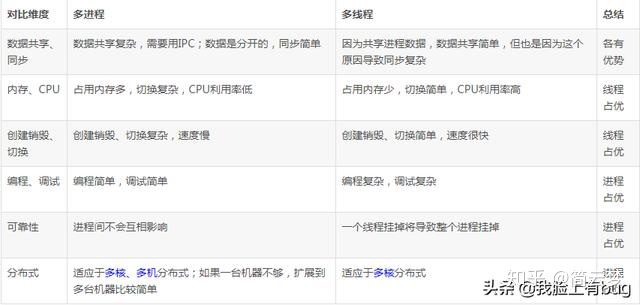 对比维度 多进程 多线程 总结
数据共享、 数据共享复杂，需要用IPC；数据是分开的，同步简单 因为共享进程数据，数据共享简单，但也是因为这个 各有
同步 原因导致同步复杂 优势
内存、CPU 占用内存多，切换复杂，CPU利用率低 占用内存少，切换简单，CPU利用率高 线程
占优
创建销毁、 创建销毁、切换复杂，速度慢 创建销毁、切换简单，速度很快 线程
切换 占优
编程、调试 编程简单，调试简单 编程复杂，调试复杂 进程
占优
可靠性 进程间不会互相影响 一个线程挂掉将导致整个进程挂掉 进程
占优
分布式 适应于多核、多机分布式；如果一台机器不够，扩展到 适应于多核分布式
多台机器比较简单
头条 @我脸上有bug